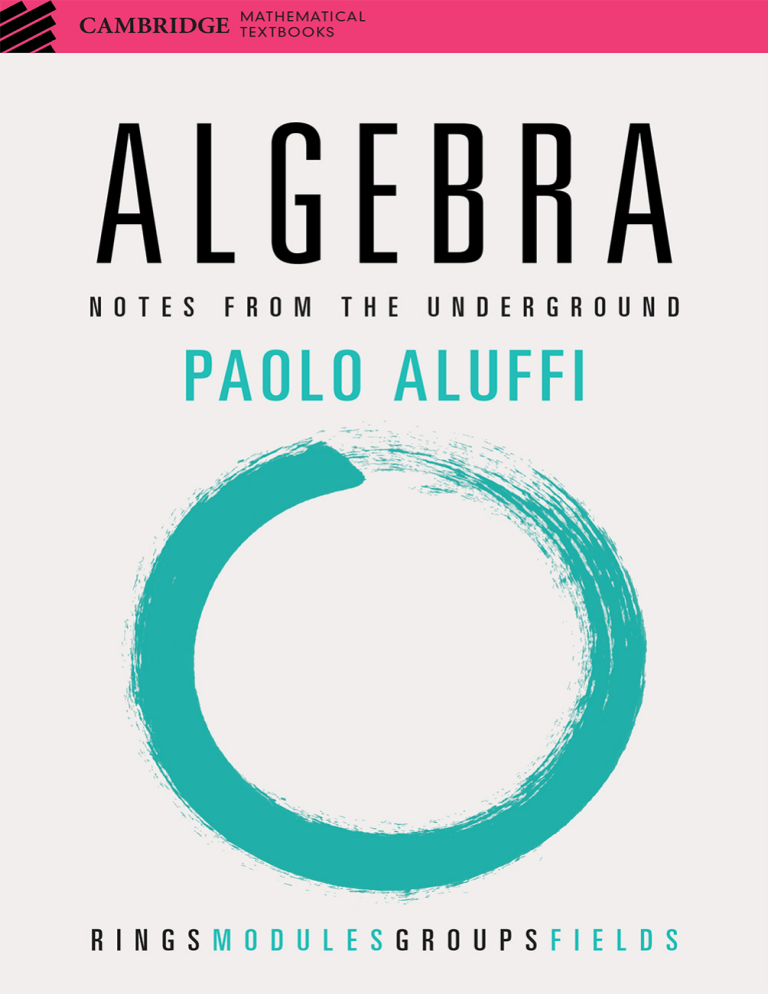 CAMBRIDGE
MATHEMATICAL
TEXTBOOKS
ALGEBRA
NOTES FROM THE UNDERGROUND
PAOLO ALUFFI
RINGSMODULESGROUPSFIELDS